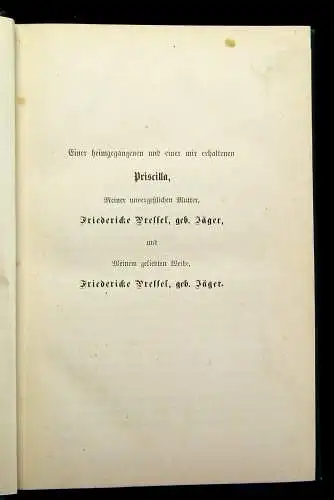 Einer heimgegangenen und einer mir erhaltenen
Priscilla,
Meiner unvergeßlichen Mutter,
Friedericke Pressel, geb. Jäger,
und
Meinem geliebten Weibe,
Friedericke Pressel, geb. Jäger.